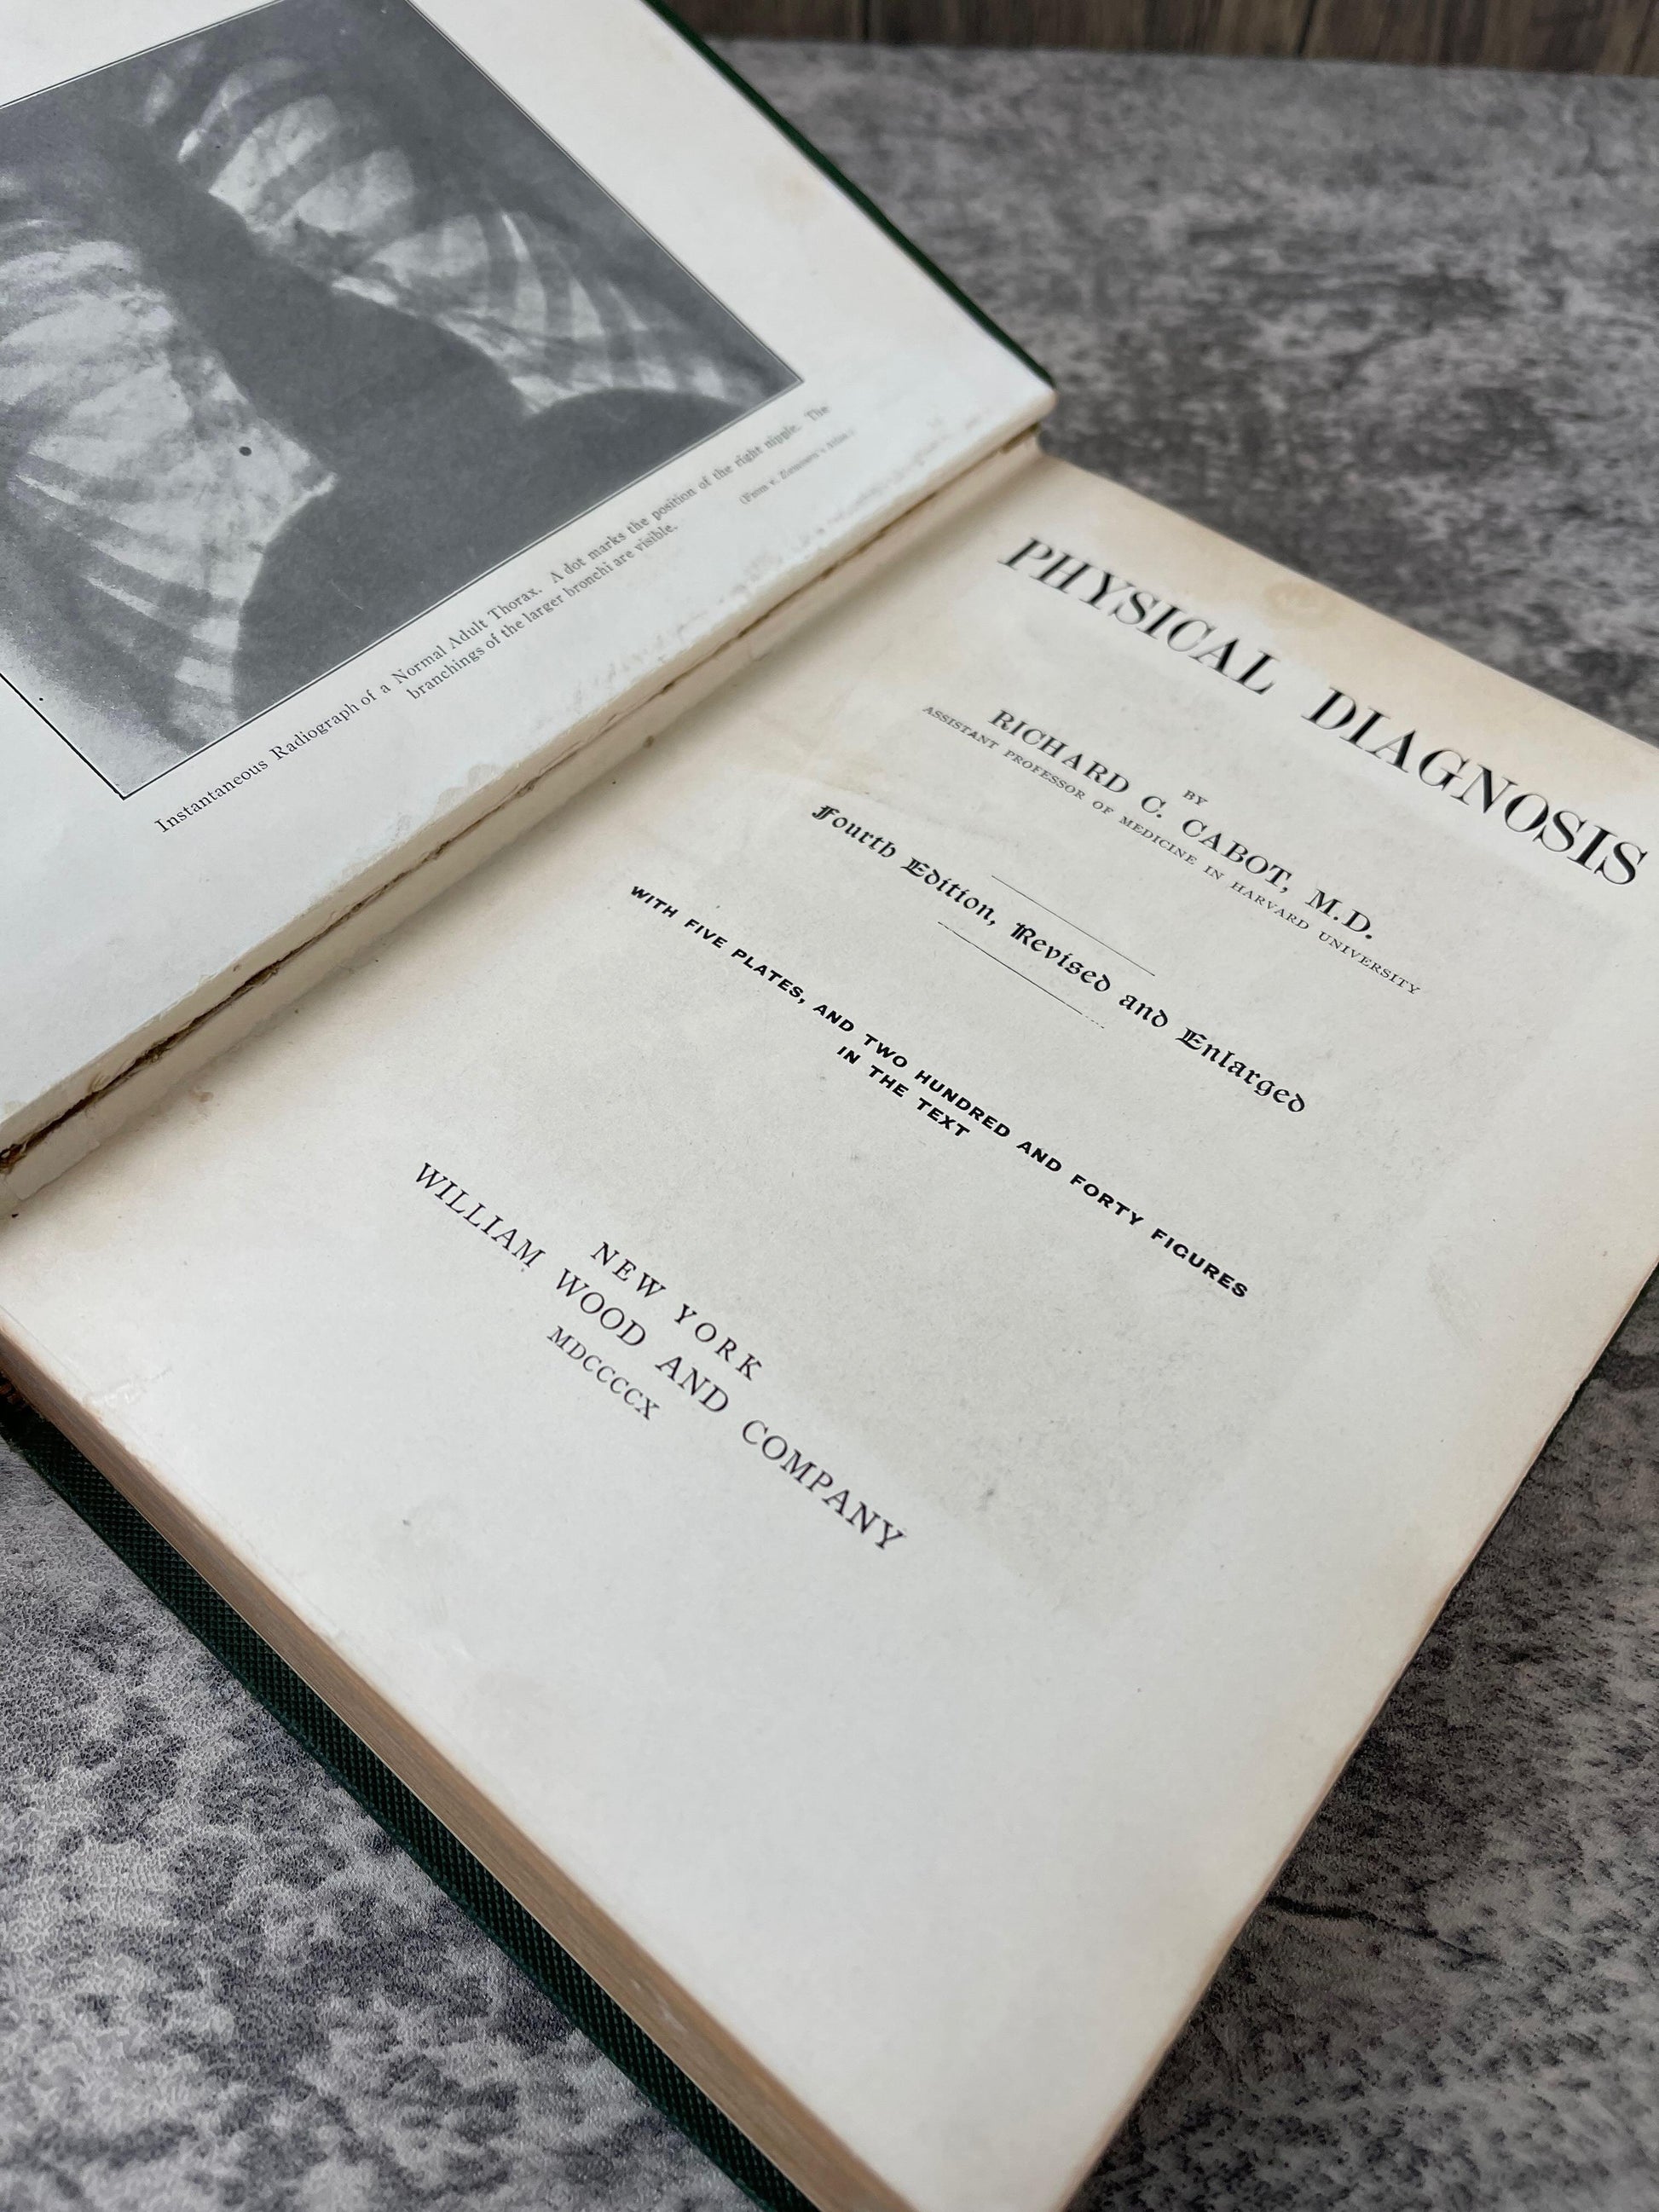 Instantaneous Radiograph of a Normal Adult Thorax. A dot marks the position of the right nipple. The
branchings of the larger bronchi are visible.
(From v. Ziemssen's Atlas.)
PHYSICAL DIAGNOSIS
BY
RICHARD C. CABOT, M.D.
ASSISTANT PROFESSOR OF MEDICINE IN HARVARD UNIVERSITY
Fourth Edition, Revised and Enlarged
WITH FIVE PLATES, AND TWO HUNDRED AND FORTY FIGURES
IN THE TEXT
NEW YORK
WILLIAM WOOD AND COMPANY
MDCCCCX